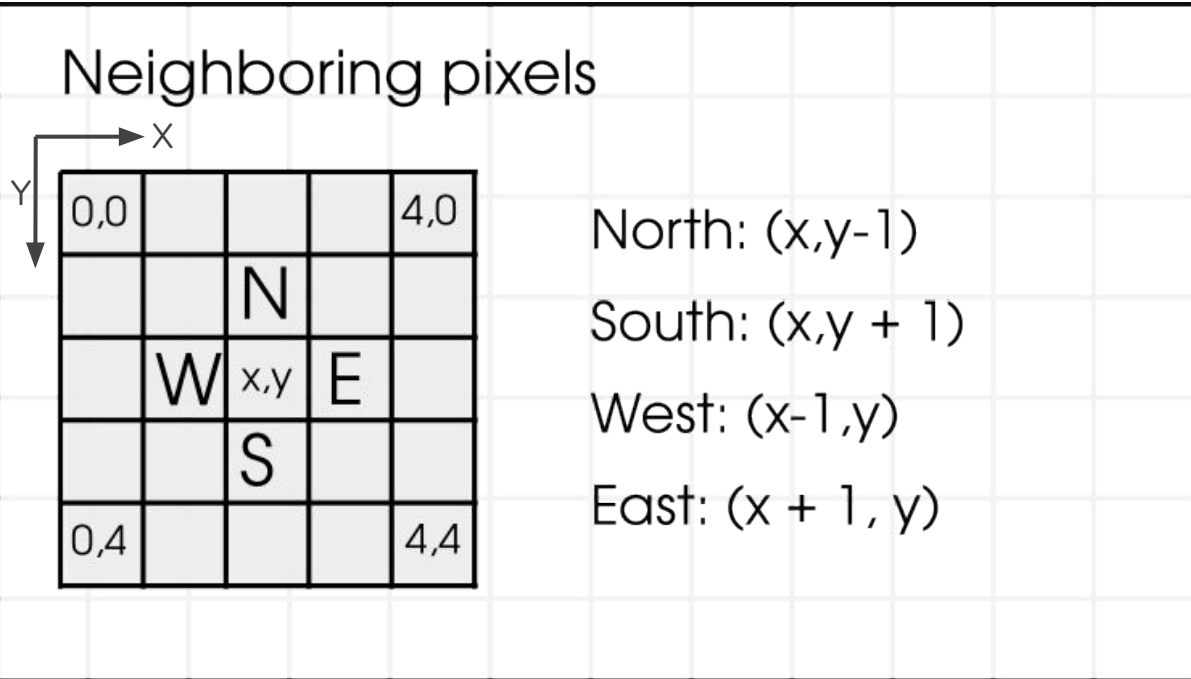 Neighboring pixels
X
Y
0,0 4,0
N
W x,y E
S
0,4 4,4
North: (x,y-1)
South: (x,y + 1)
West: (x-1,y)
East: (x + 1, y)